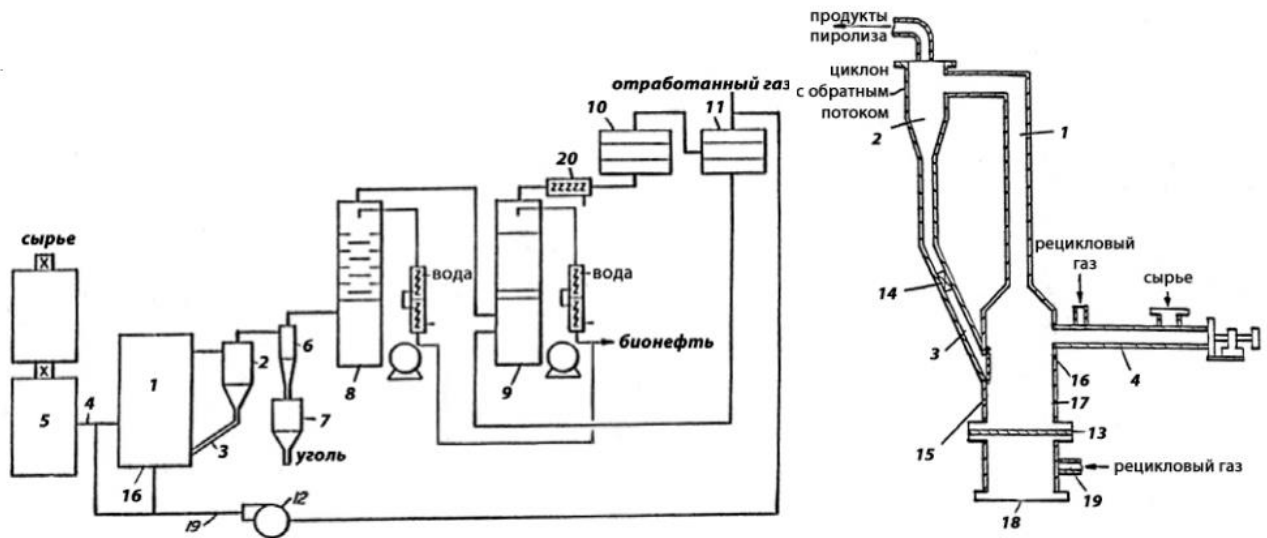 сырье
5
4
1
16
3
2
6
7
уголь
19
12
8
вода
9
вода
бионефть
20
10
11
отработанный газ
продукты
пиролиза
циклон
с обратным
потоком
2
1
14
3
рецикловый
газ
сырье
4
16
17
13
15
рецикловый газ
19
18